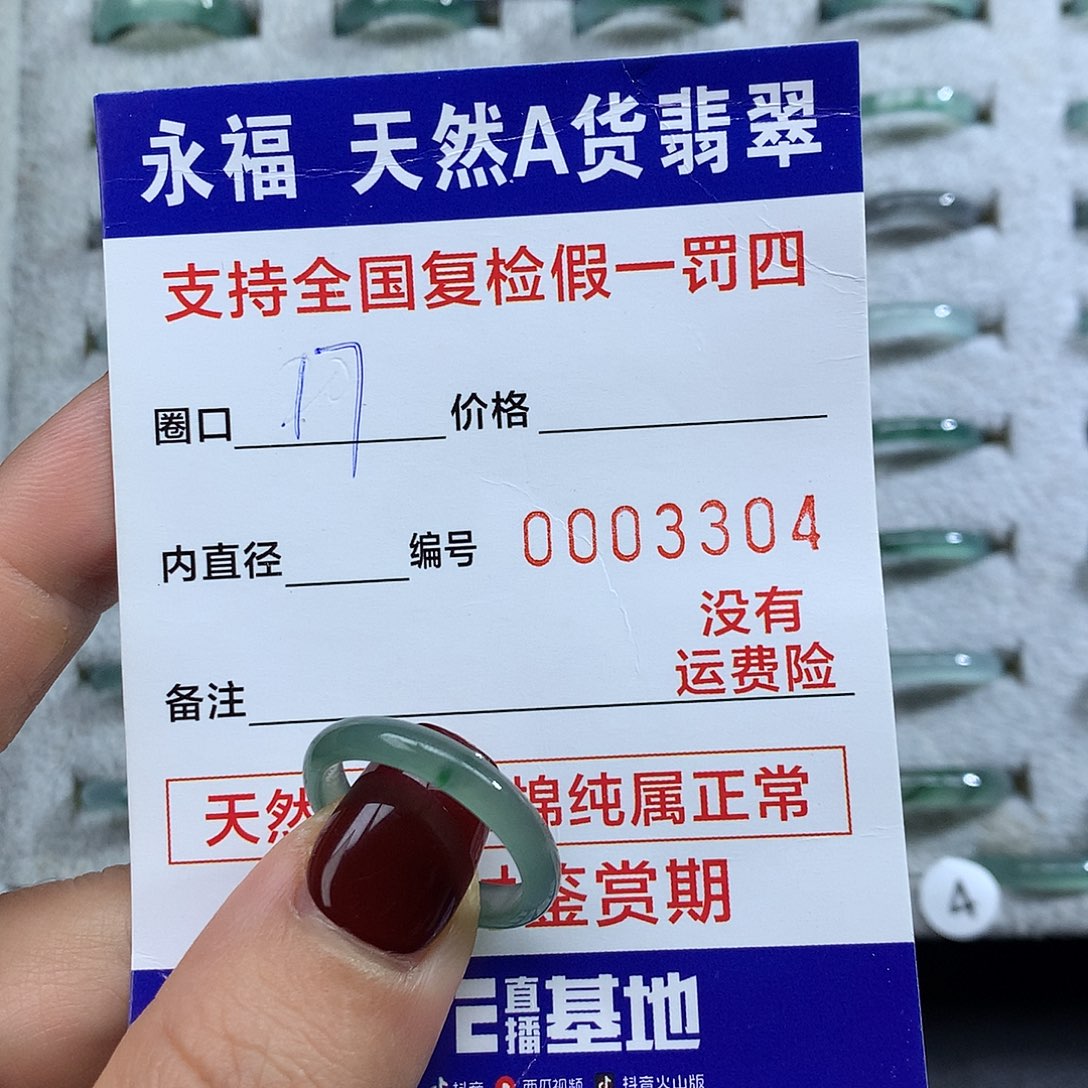 永福 天然A货翡翠
支持全国复检假一罚四
圈口 17 价格
内直径 编号 0003304
没有
运费险
备注
天然 棉纯属正常
鉴赏期
直播基地
抖音 西瓜视频 抖音火山版
4